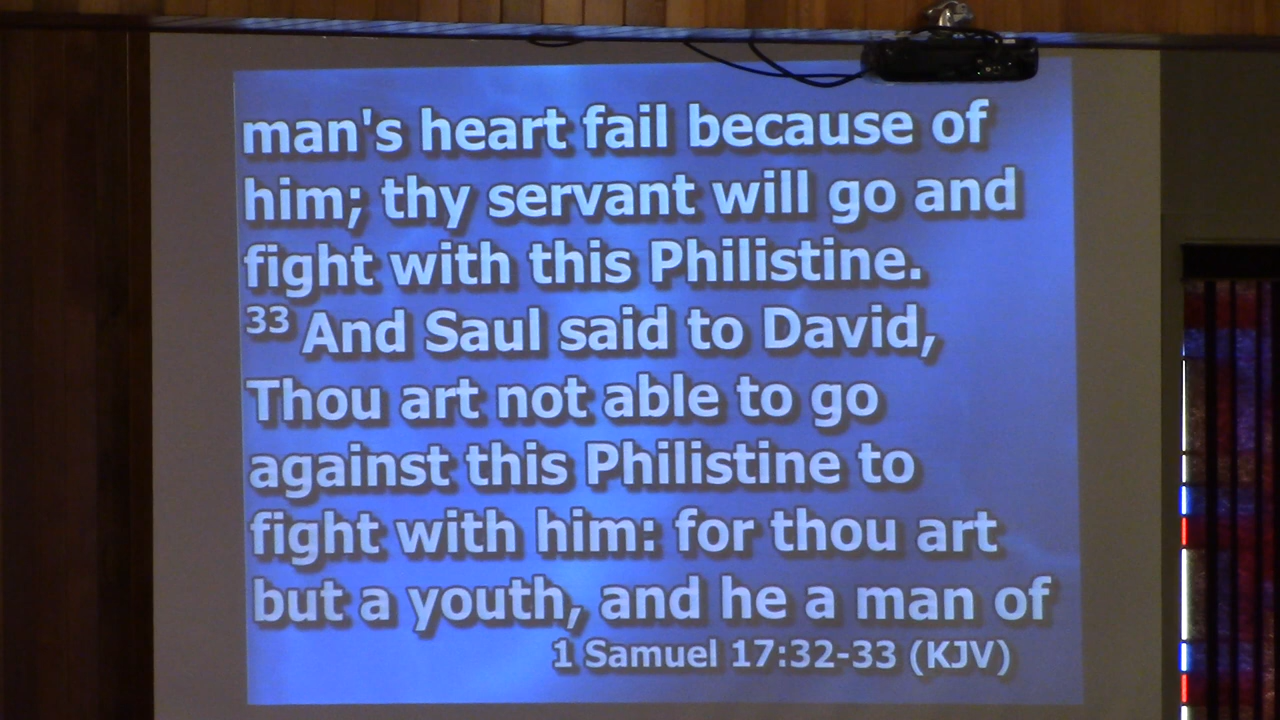 man's heart fail because of
him; thy servant will go and
fight with this Philistine.
33 And Saul said to David,
Thou art not able to go
against this Philistine to
fight with him: for thou art
but a youth, and he a man of
1 Samuel 17:32-33 (KJV)